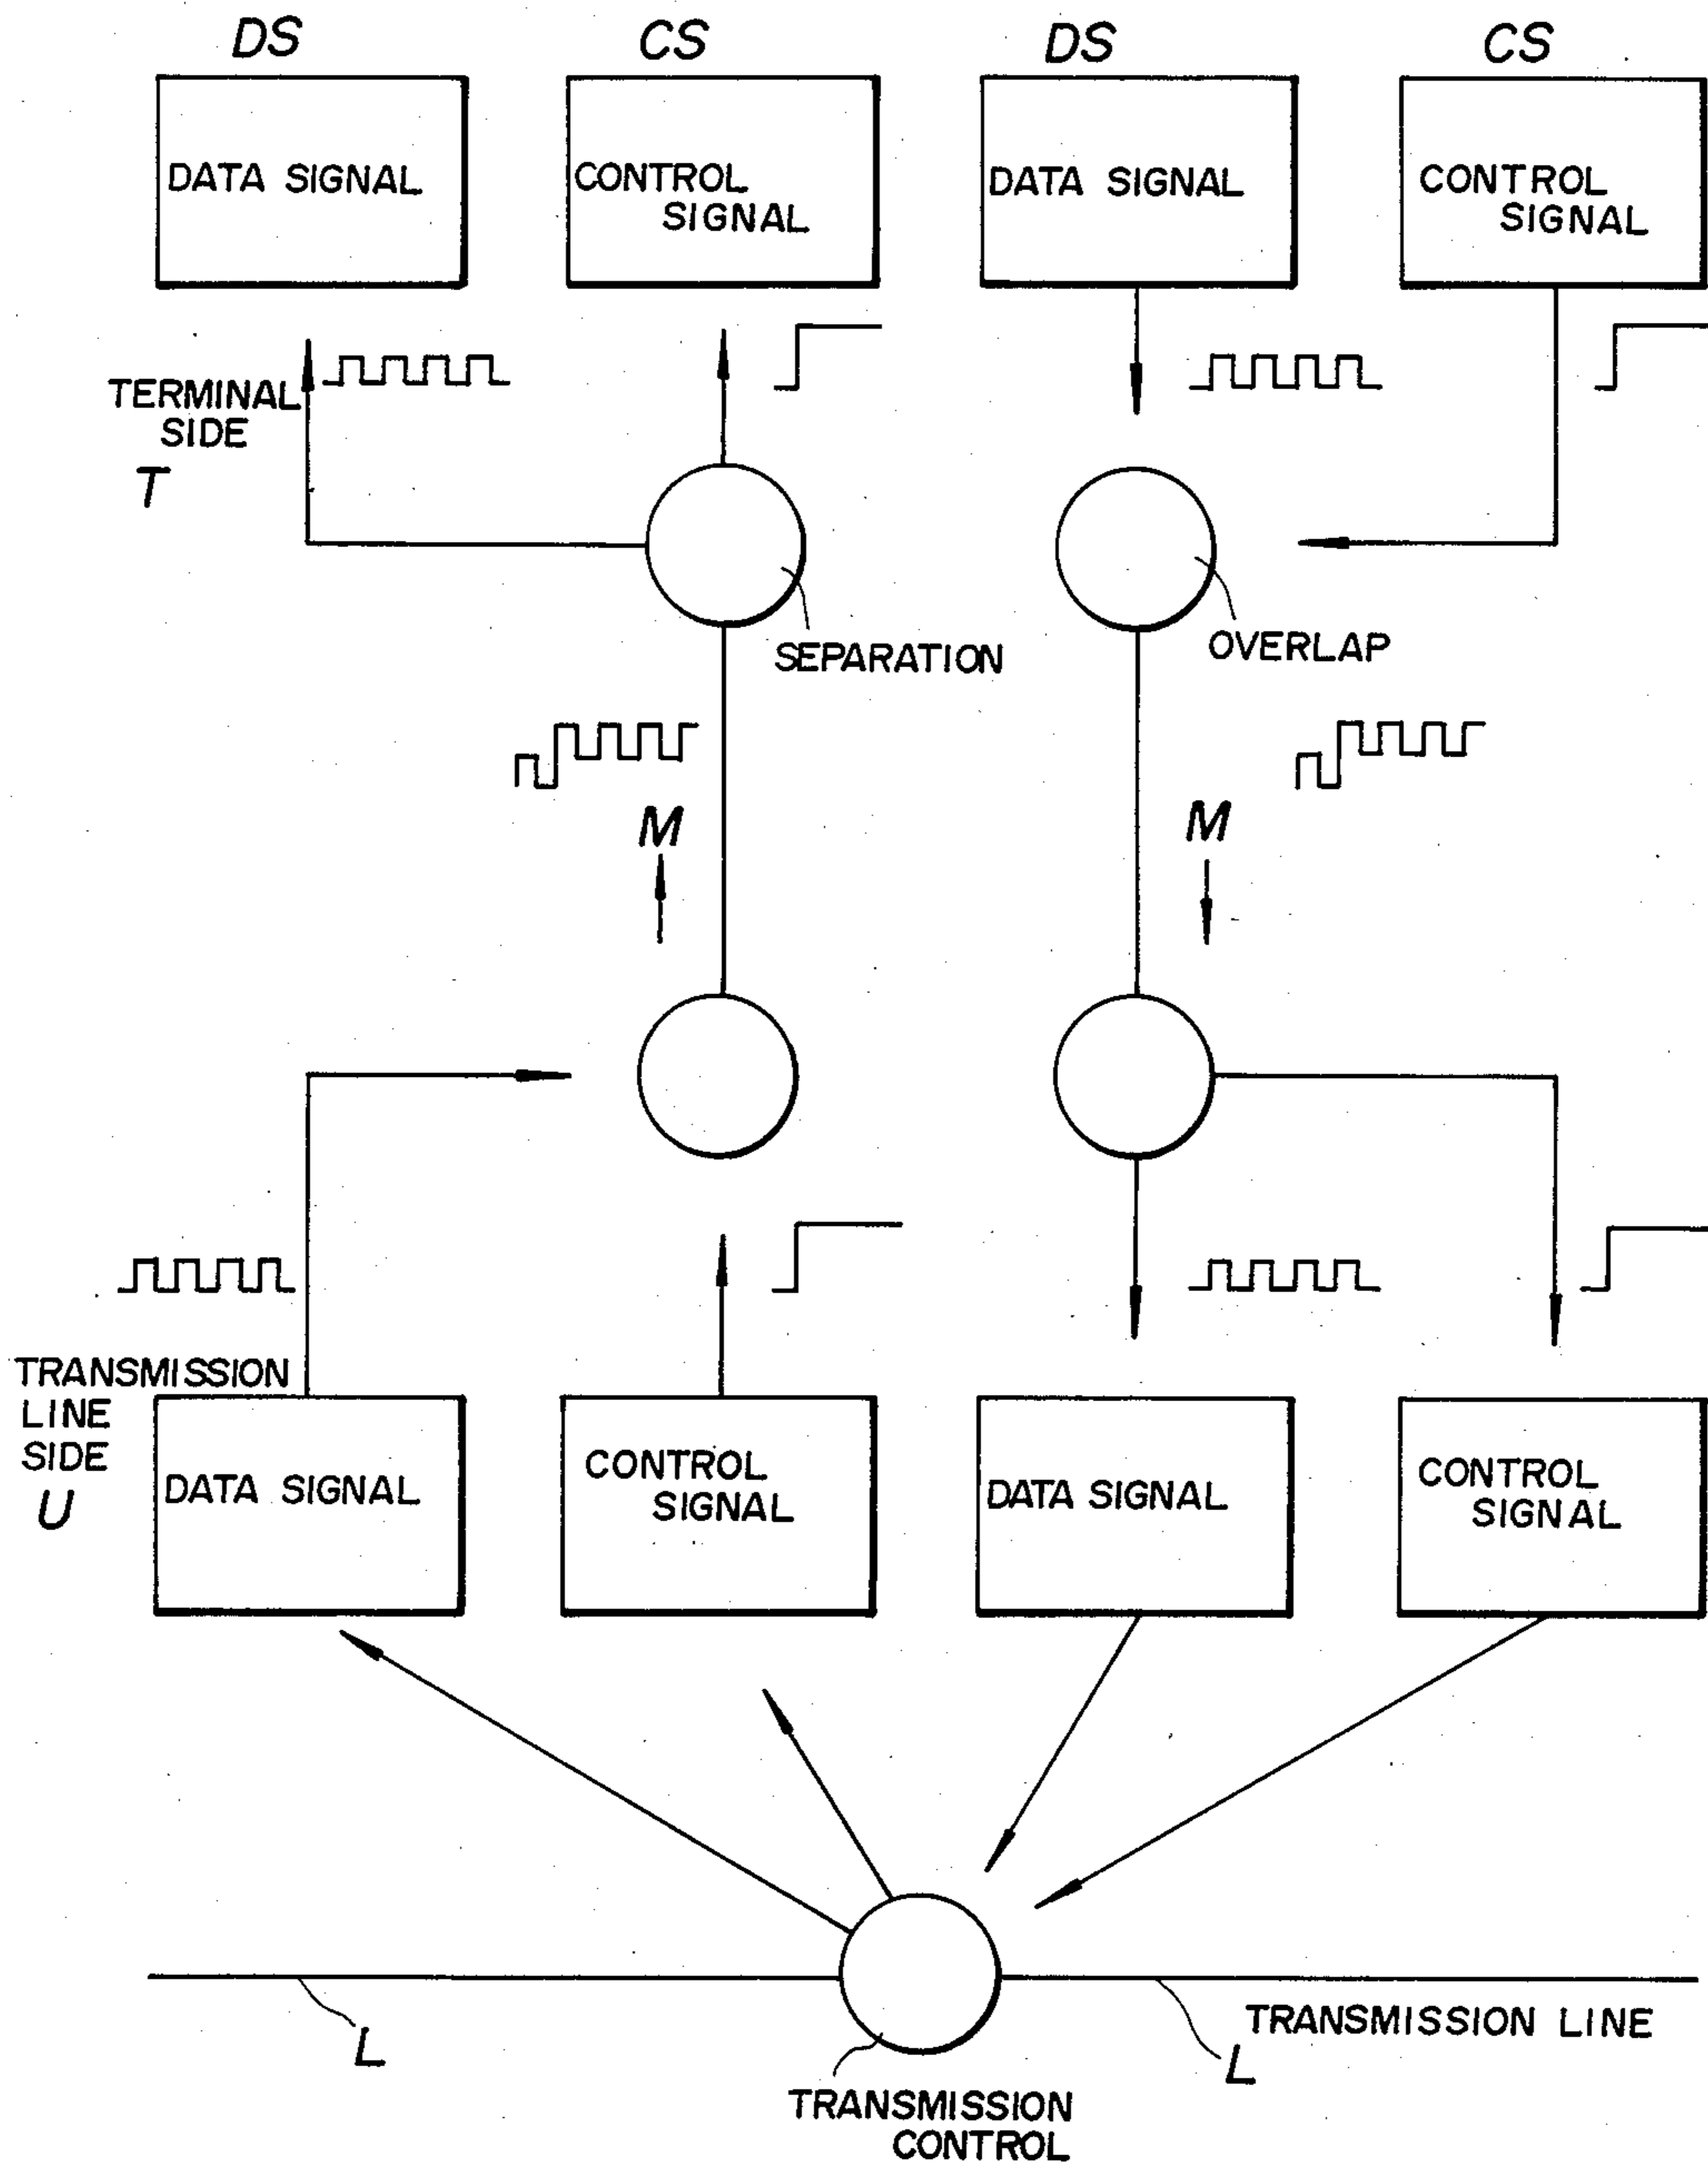 DS
CS
DS
CS
DATA SIGNAL
CONTROL
SIGNAL
DATA SIGNAL
CONTROL
SIGNAL
TERMINAL
SIDE
T
SEPARATION
OVERLAP
M
M
TRANSMISSION
LINE
SIDE
U
DATA SIGNAL
CONTROL
SIGNAL
DATA SIGNAL
CONTROL
SIGNAL
L
TRANSMISSION LINE
L
TRANSMISSION
CONTROL